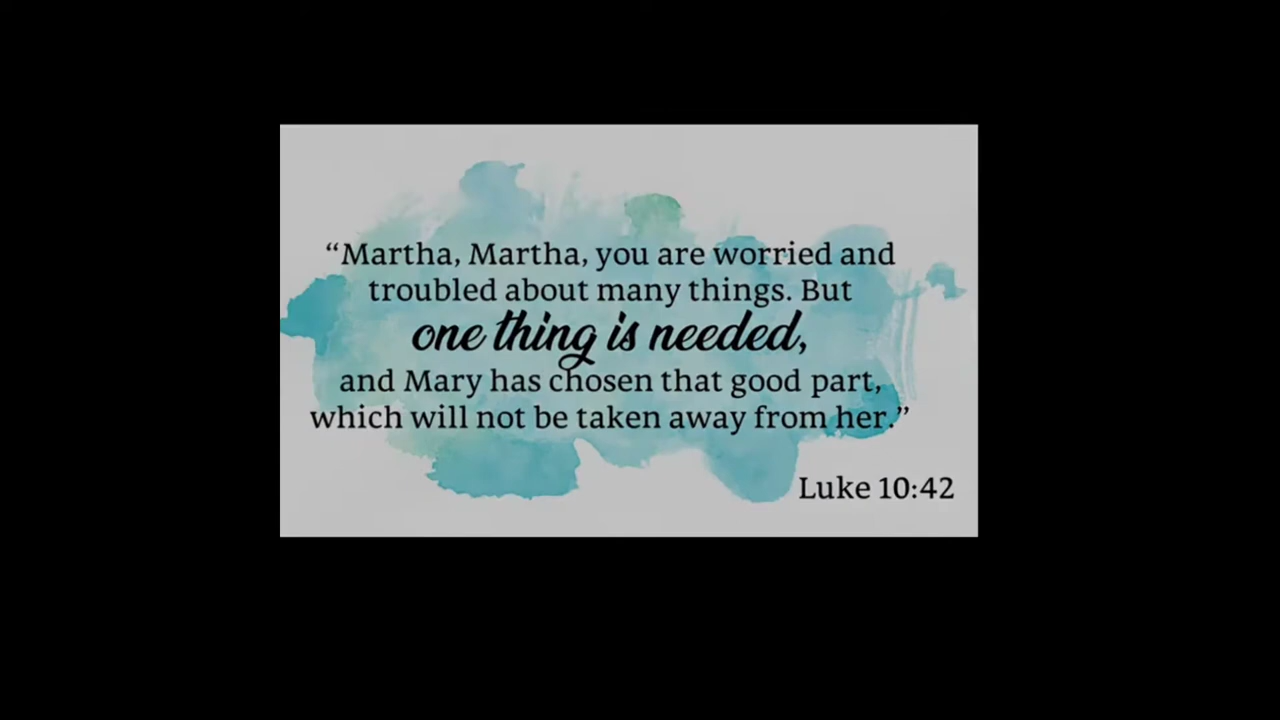 “Martha, Martha, you are worried and
troubled about many things. But
one thing is needed,
and Mary has chosen that good part,
which will not be taken away from her.”
Luke 10:42